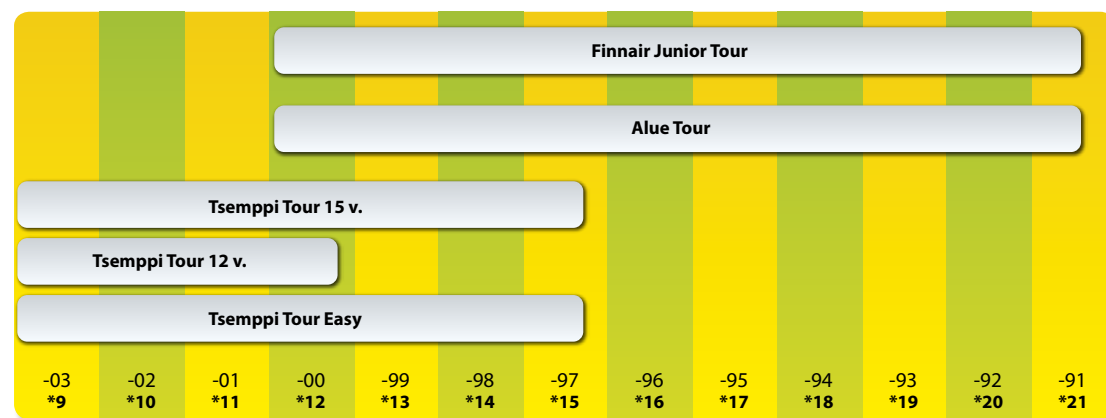 Finnair Junior Tour
Alue Tour
Tsemppi Tour 15 v.
Tsemppi Tour 12 v.
Tsemppi Tour Easy
-03 -02 -01 -00 -99 -98 -97 -96 -95 -94 -93 -92 -91
*9 *10 *11 *12 *13 *14 *15 *16 *17 *18 *19 *20 *21